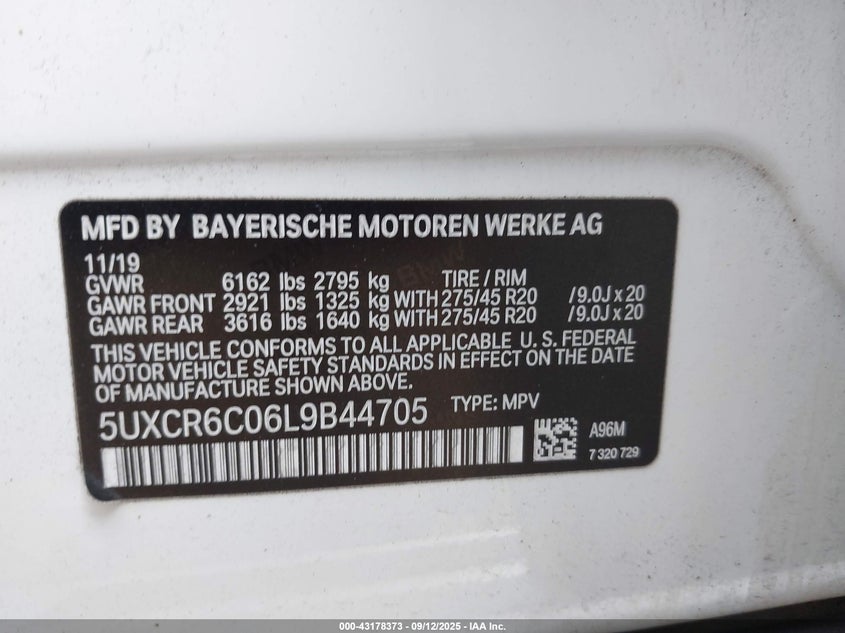 MFD BY BAYERISCHE MOTOREN WERKE AG
11/19
GVWR 6162 lbs 2795 kg TIRE / RIM
GAWR FRONT 2921 lbs 1325 kg WITH 275/45 R20 /9.0J x 20
GAWR REAR 3616 lbs 1640 kg WITH 275/45 R20 /9.0J x 20
THIS VEHICLE CONFORMS TO ALL APPLICABLE U.S. FEDERAL
MOTOR VEHICLE SAFETY STANDARDS IN EFFECT ON THE DATE
OF MANUFACTURE SHOWN ABOVE.
5UXCR6C06L9B44705 TYPE: MPV
A96M
7 320 729
000-43178373 - 09/12/2025 - IAA Inc.